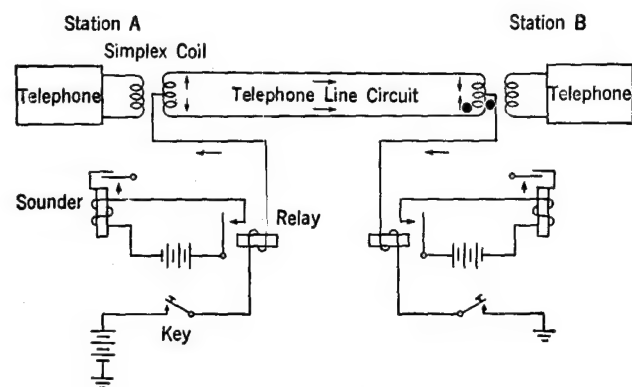 Station A
Station B
Simplex Coil
Telephone
Telephone Line Circuit
Telephone
Sounder
Relay
Key